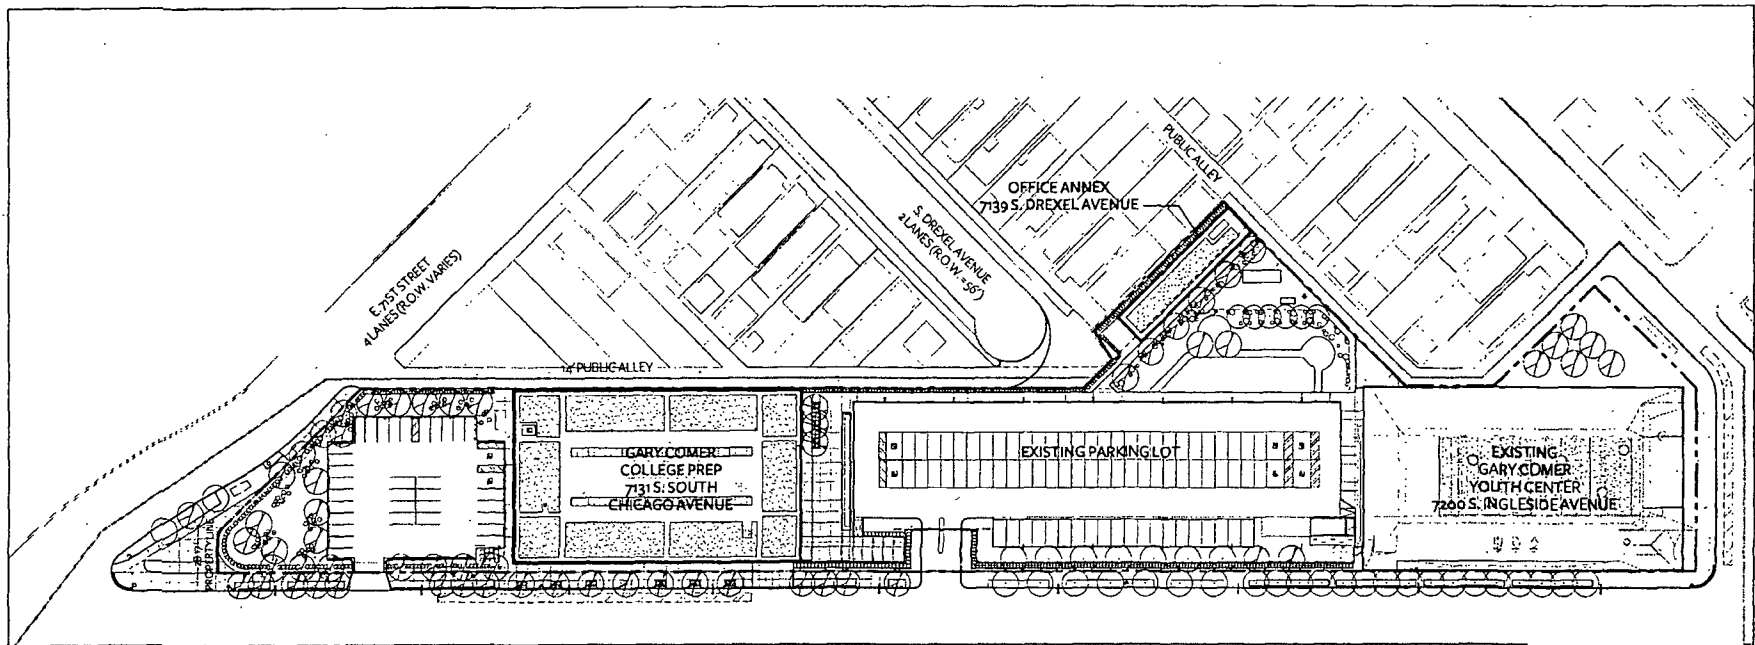 PUBLIC ALLEY
OFFICE ANNEX
7139 S. DREXEL AVENUE
S. DREXEL AVENUE
2 LANES (R.O.W. = 56')
E. 71ST STREET
4 LANES (R.O.W. VARIES)
14' PUBLIC ALLEY
GARY COMER
COLLEGE PREP
7131 S. SOUTH
CHICAGO AVENUE
EXISTING PARKING LOT
EXISTING
GARY COMER
YOUTH CENTER
7200 S. INGLESIDE AVENUE
PROPERTY LINE